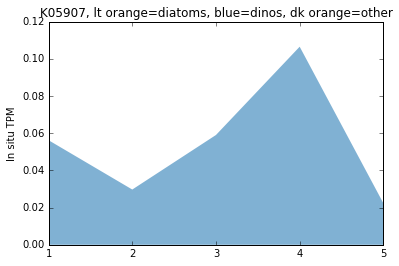 K05907, lt orange=diatoms, blue=dinos, dk orange=other
0.12
0.10
0.08
0.06
0.04
0.02
0.00
In situ TPM
1 2 3 4 5